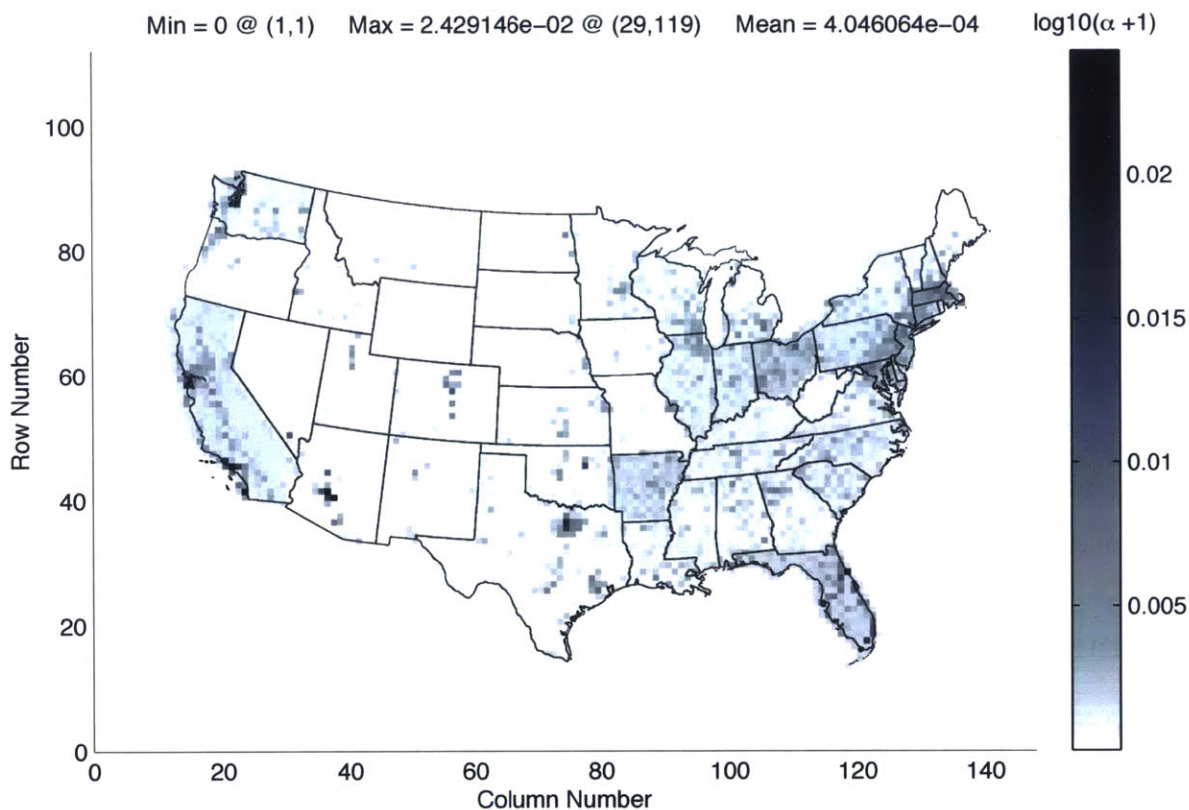 Min = 0 @ (1,1) Max = 2.429146e−02 @ (29,119) Mean = 4.046064e−04 log10(α +1)
100
80
60
40
20
0
Row Number
0 20 40 60 80 100 120 140
Column Number
0.02
0.015
0.01
0.005